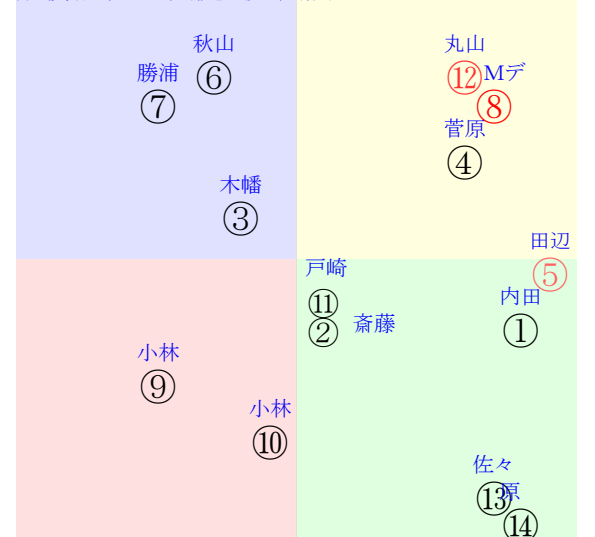 秋山
⑥
勝浦
⑦
木幡
③
丸山
⑫
Mデ
⑧
菅原
④
田辺
⑤
戸崎
⑪
②
斎藤
内田
①
小林
⑨
小林
⑩
佐々
⑬
原
⑭